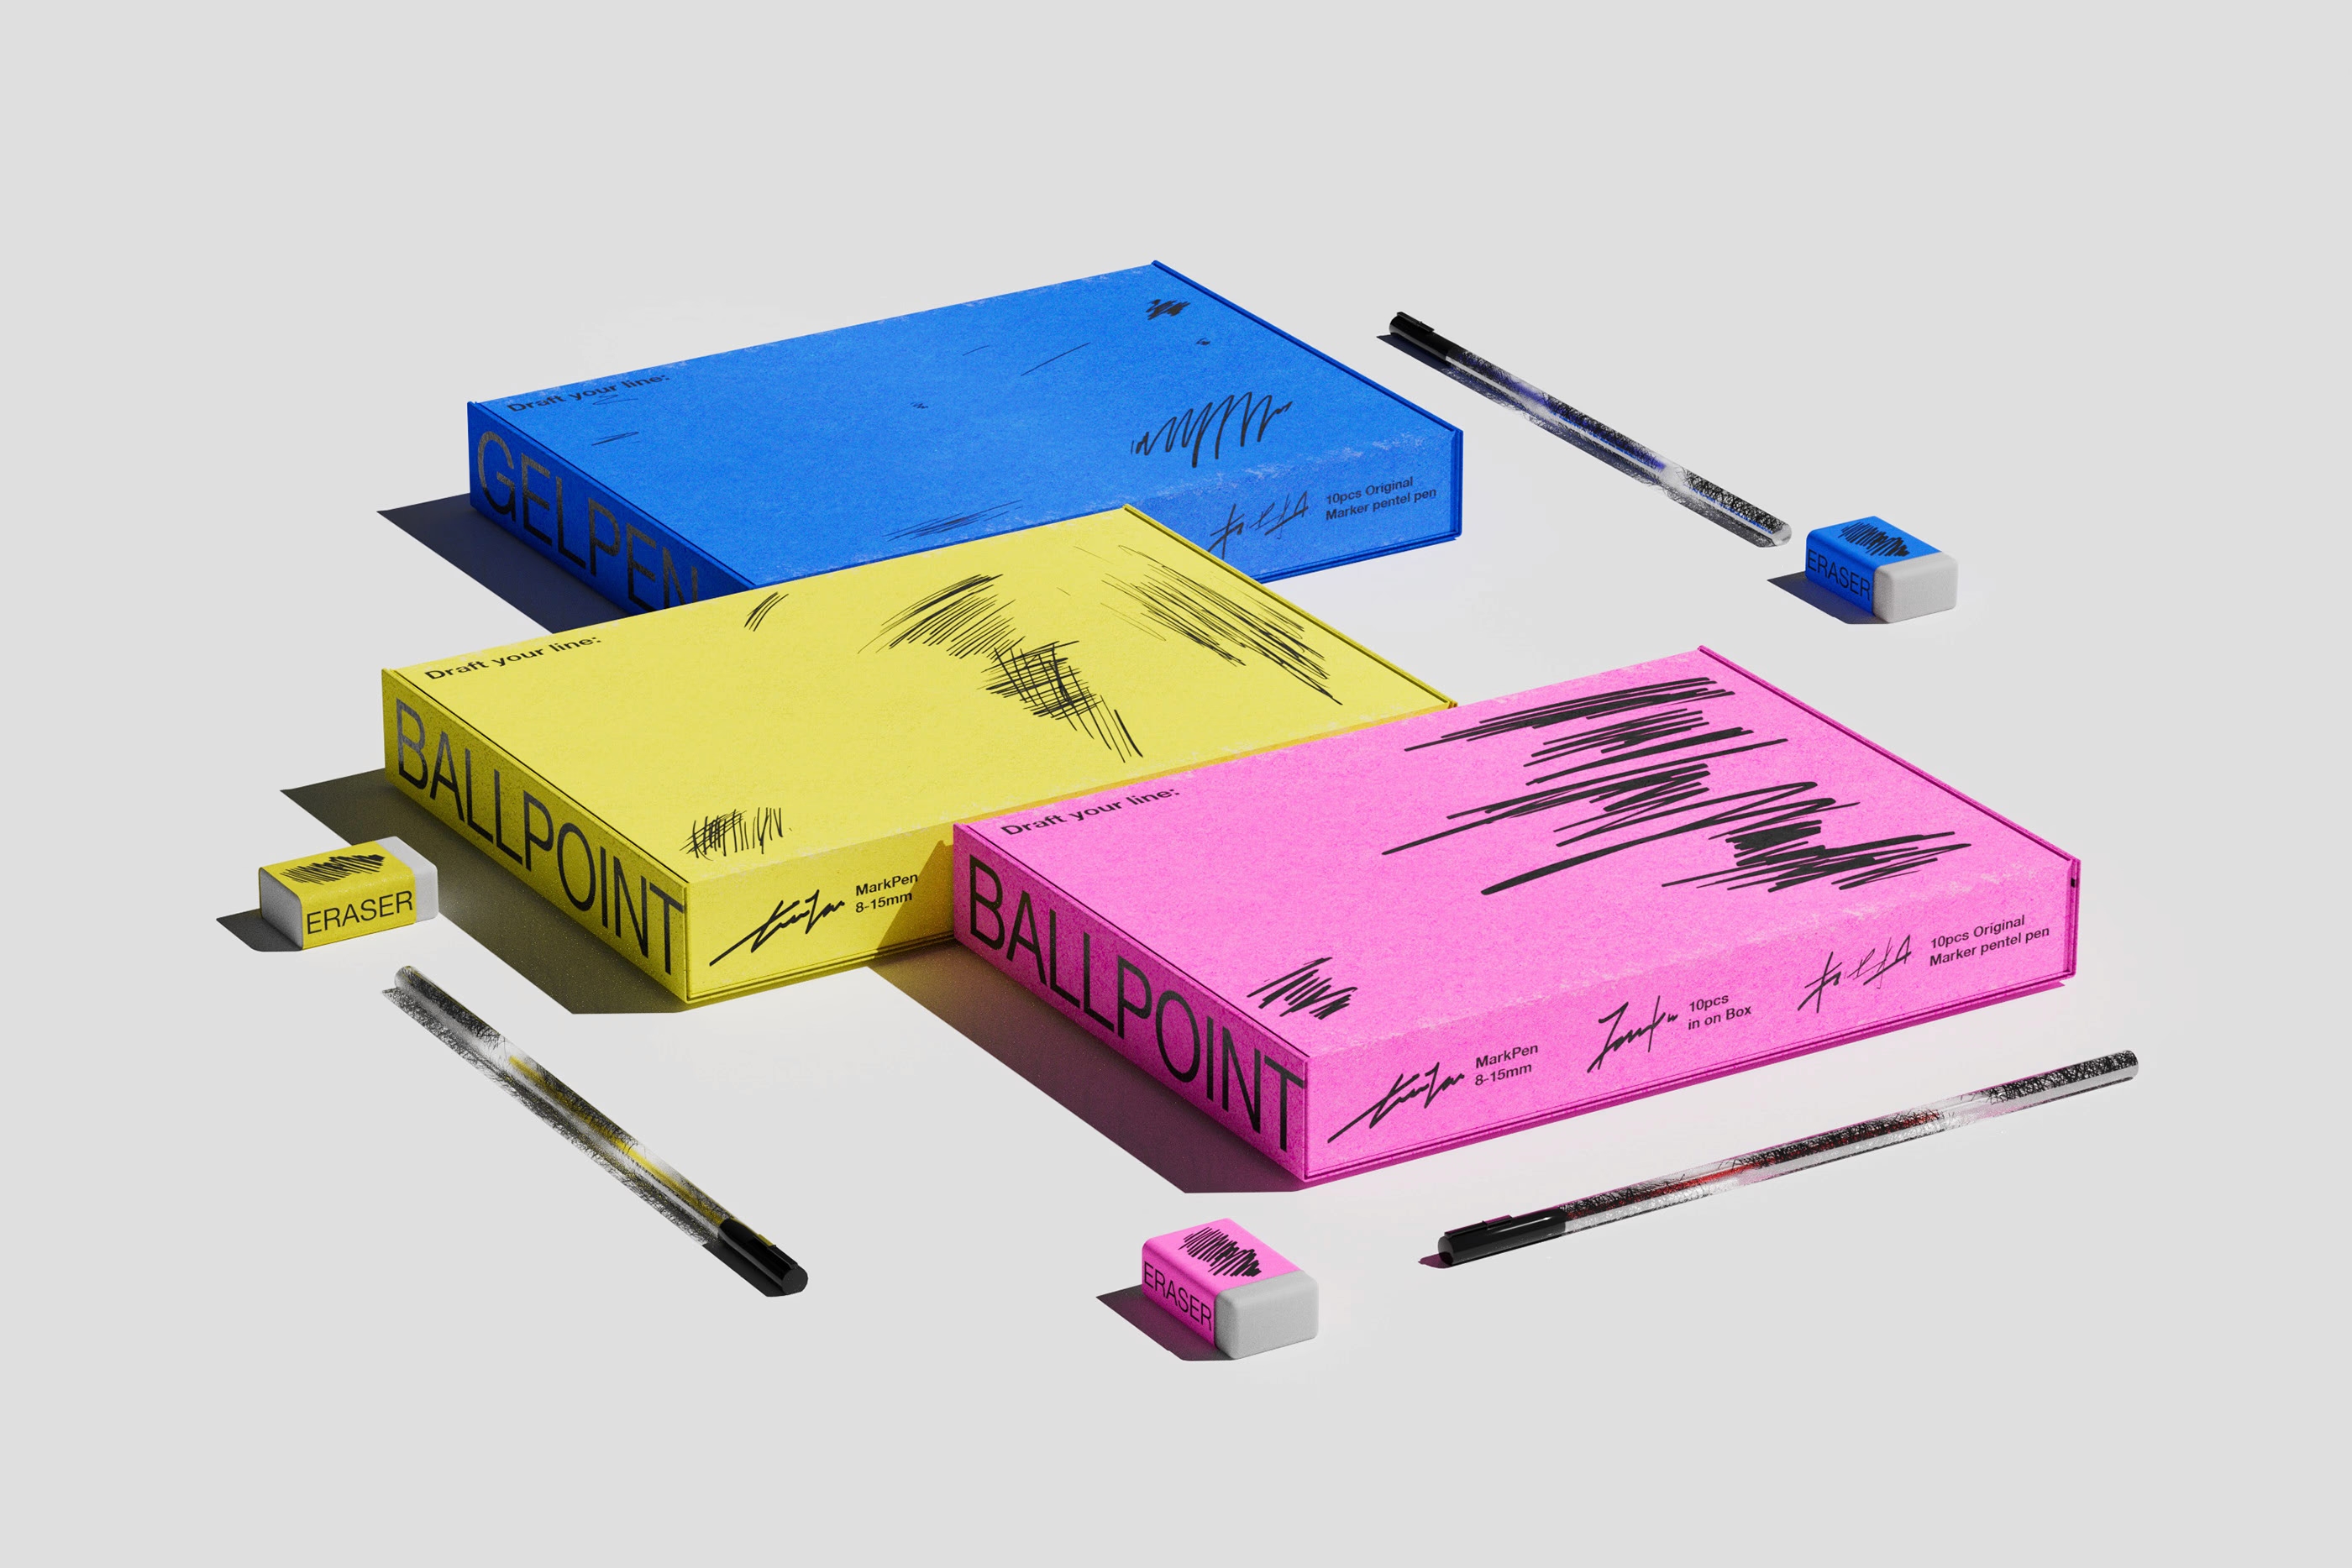 Draft your line:
GELPEN
10pcs Original
Marker pentel pen
ERASER
Draft your line:
BALLPOINT
MarkPen
8-15mm
ERASER
Draft your line:
BALLPOINT
MarkPen
8-15mm
10pcs
in on Box
10pcs Original
Marker pentel pen
ERASER